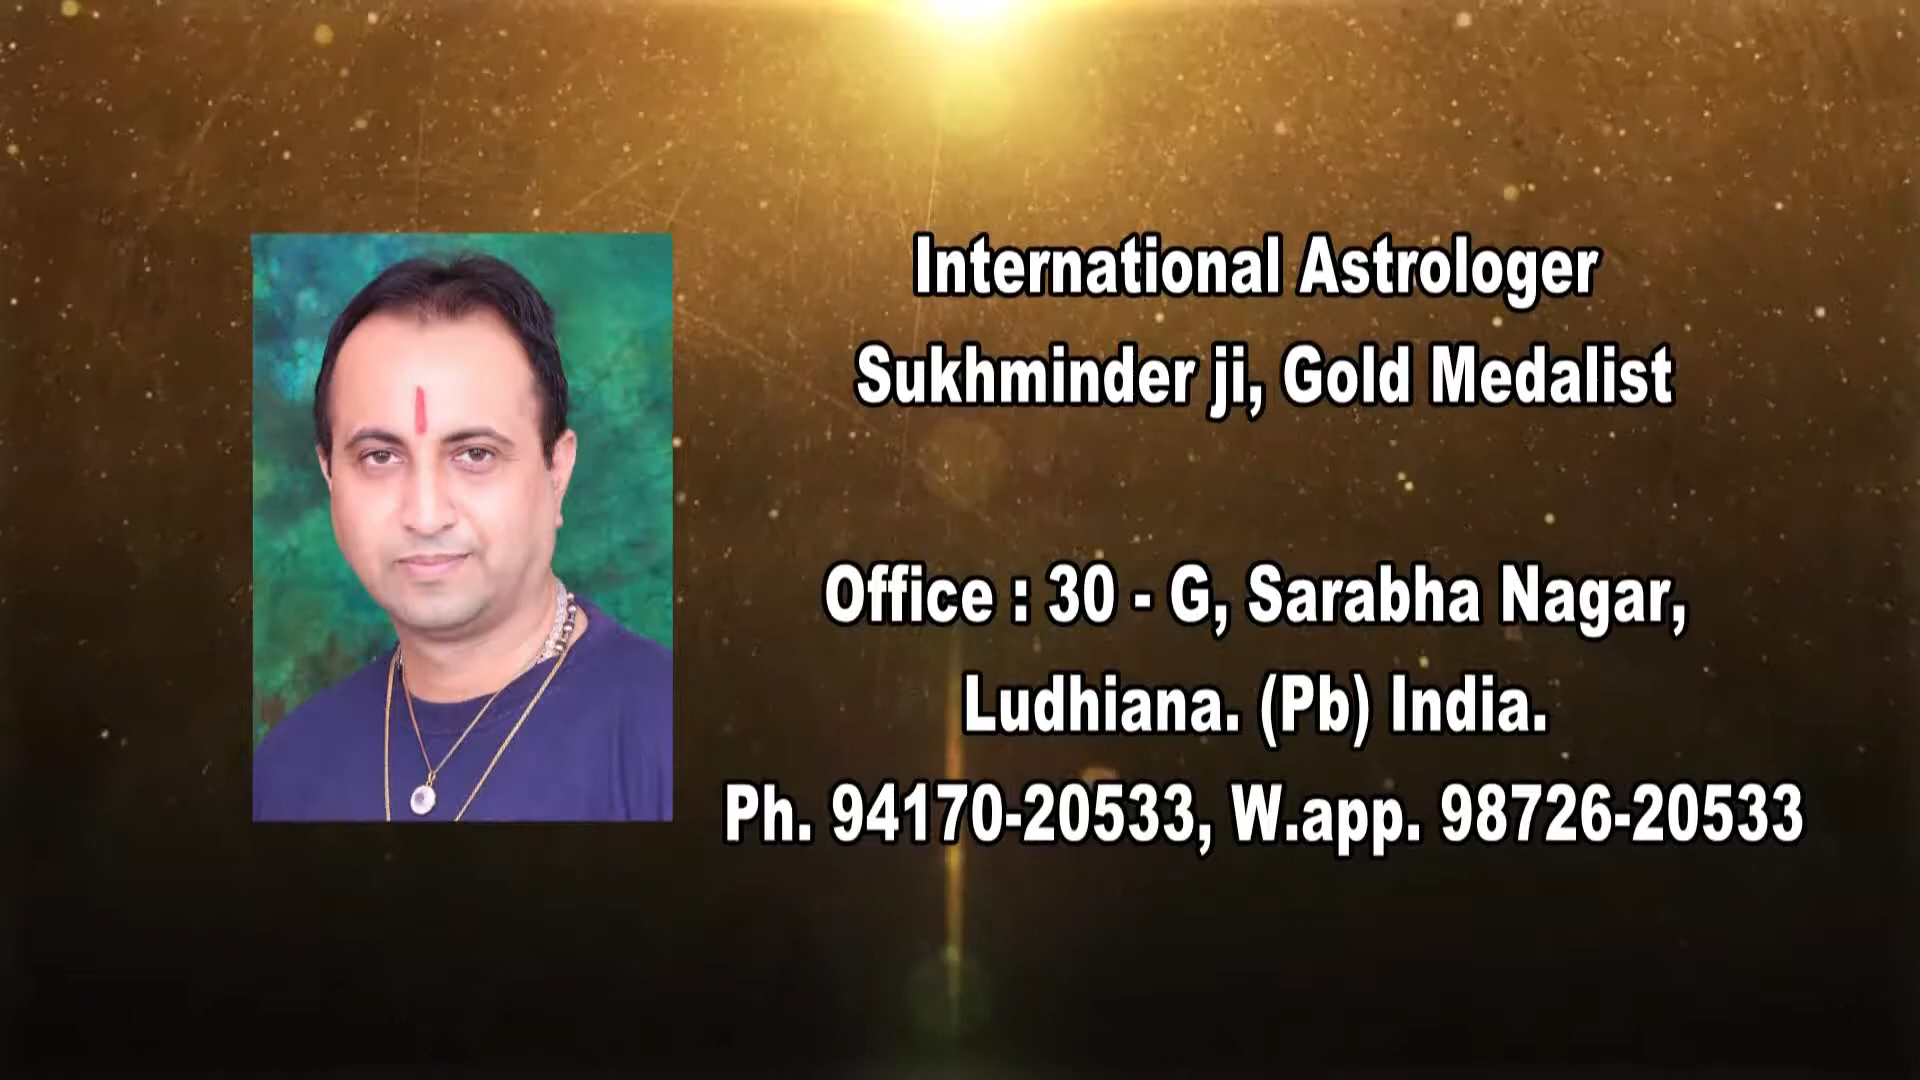 International Astrologer
Sukhminder ji, Gold Medalist
Office : 30 - G, Sarabha Nagar,
Ludhiana. (Pb) India.
Ph. 94170-20533, W.app. 98726-20533